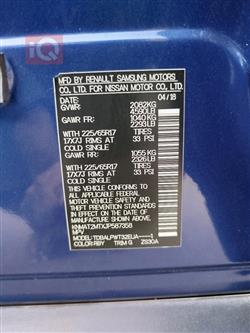 IQ
MFD BY RENAULT SAMSUNG MOTORS
CO., LTD. FOR NISSAN MOTOR CO., LTD.
DATE: 04/18
GVWR: 2082KG
4590LB
GAWR FR: 1040KG
2293LB
WITH 225/65R17 TIRES
17X7J RIMS AT 33 PSI
COLD SINGLE.
GAWR RR: 1055KG
2326LB
WITH 225/65R17 TIRES
17X7J RIMS AT 33 PSI
COLD SINGLE.
THIS VEHICLE CONFORMS
TO ALL APPLICABLE FEDERAL
MOTOR VEHICLE SAFETY AND
THEFT PREVENTION STANDARDS
IN EFFECT ON THE DATE OF
MANUFACTURE SHOWN ABOVE.
KNMAT2MTXJP587358
MPV
COLOR:RBY TRIM:G